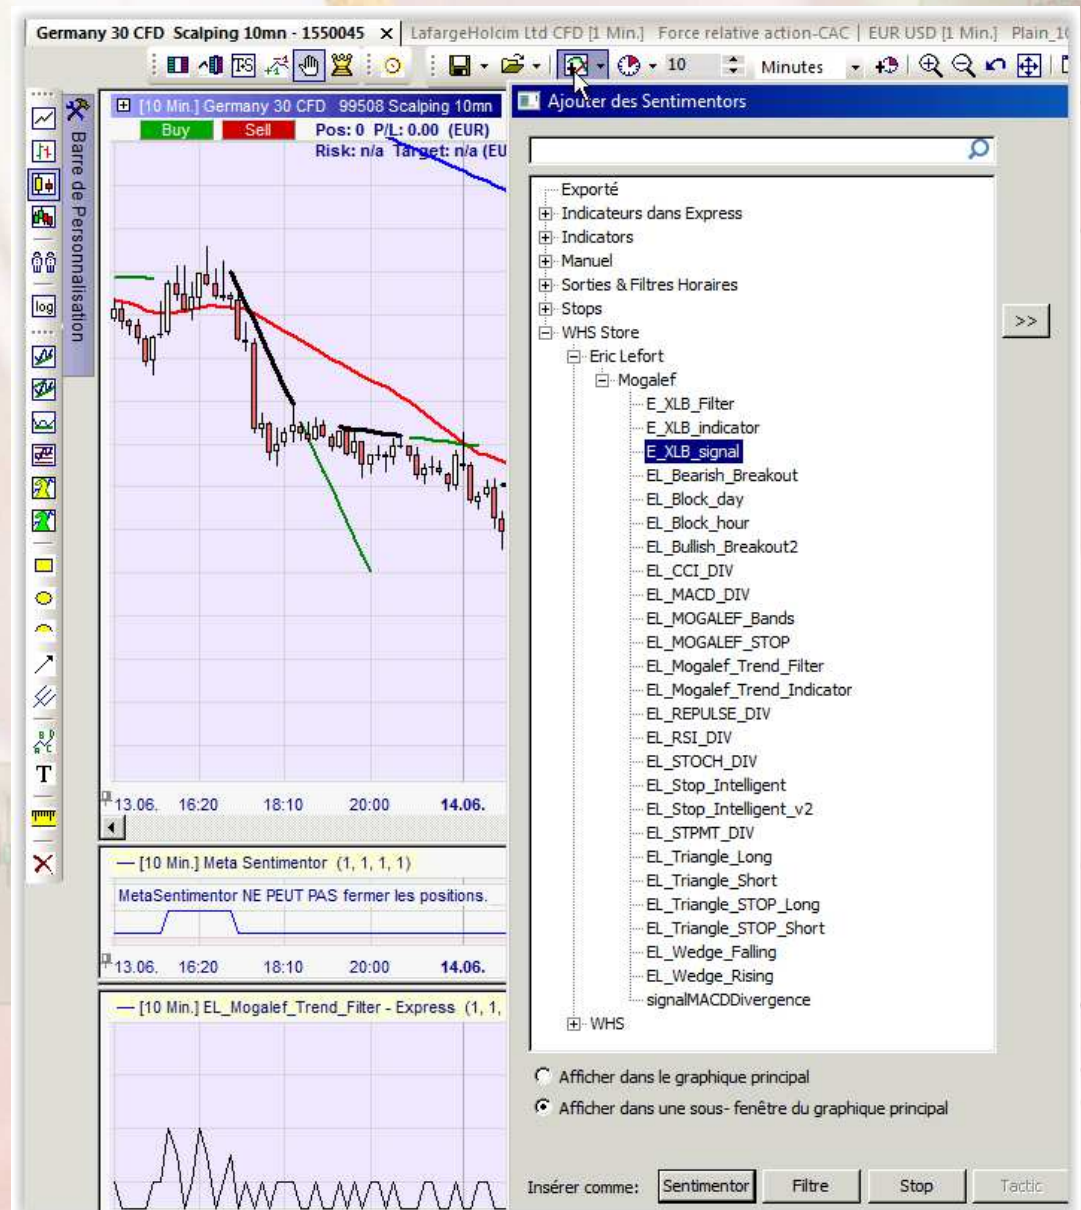 Germany 30 CFD Scalping 10mn - 1550045 × LafargeHolcim Ltd CFD [1 Min.] Force relative action-CAC EUR USD [1 Min.]
10 Minutes
Barre de Personnalisation
[10 Min.] Germany 30 CFD 99508 Scalping 10mn
Buy Sell Pos: 0 P/L: 0.00 (EUR)
Risk: n/a Target: n/a (EU
log
T
13.06. 16:20 18:10 20:00 14.06.
[10 Min.] Meta Sentimentor (1, 1, 1, 1)
MetaSentimentor NE PEUT PAS fermer les positions.
13.06. 16:20 18:10 20:00 14.06.
[10 Min.] EL_Mogalef_Trend_Filter - Express (1, 1,
Ajouter des Sentimentors
Exporté
Indicateurs dans Express
Indicators
Manuel
Sorties & Filtres Horaires
Stops
WHS Store
Eric Lefort
Mogalef
E_XLB_Filter
E_XLB_indicator
E_XLB_signal
EL_Bearish_Breakout
EL_Block_day
EL_Block_hour
EL_Bullish_Breakout2
EL_CCI_DIV
EL_MACD_DIV
EL_MOGALEF_Bands
EL_MOGALEF_STOP
EL_Mogalef_Trend_Filter
EL_Mogalef_Trend_Indicator
EL_REPULSE_DIV
EL_RSI_DIV
EL_STOCH_DIV
EL_Stop_Intelligent
EL_Stop_Intelligent_v2
EL_STPMT_DIV
EL_Triangle_Long
EL_Triangle_Short
EL_Triangle_STOP_Long
EL_Triangle_STOP_Short
EL_Wedge_Falling
EL_Wedge_Rising
signalMACDDivergence
WHS
>>
Afficher dans le graphique principal
Afficher dans une sous- fenêtre du graphique principal
Insérer comme: Sentimentor Filtre Stop Tactic